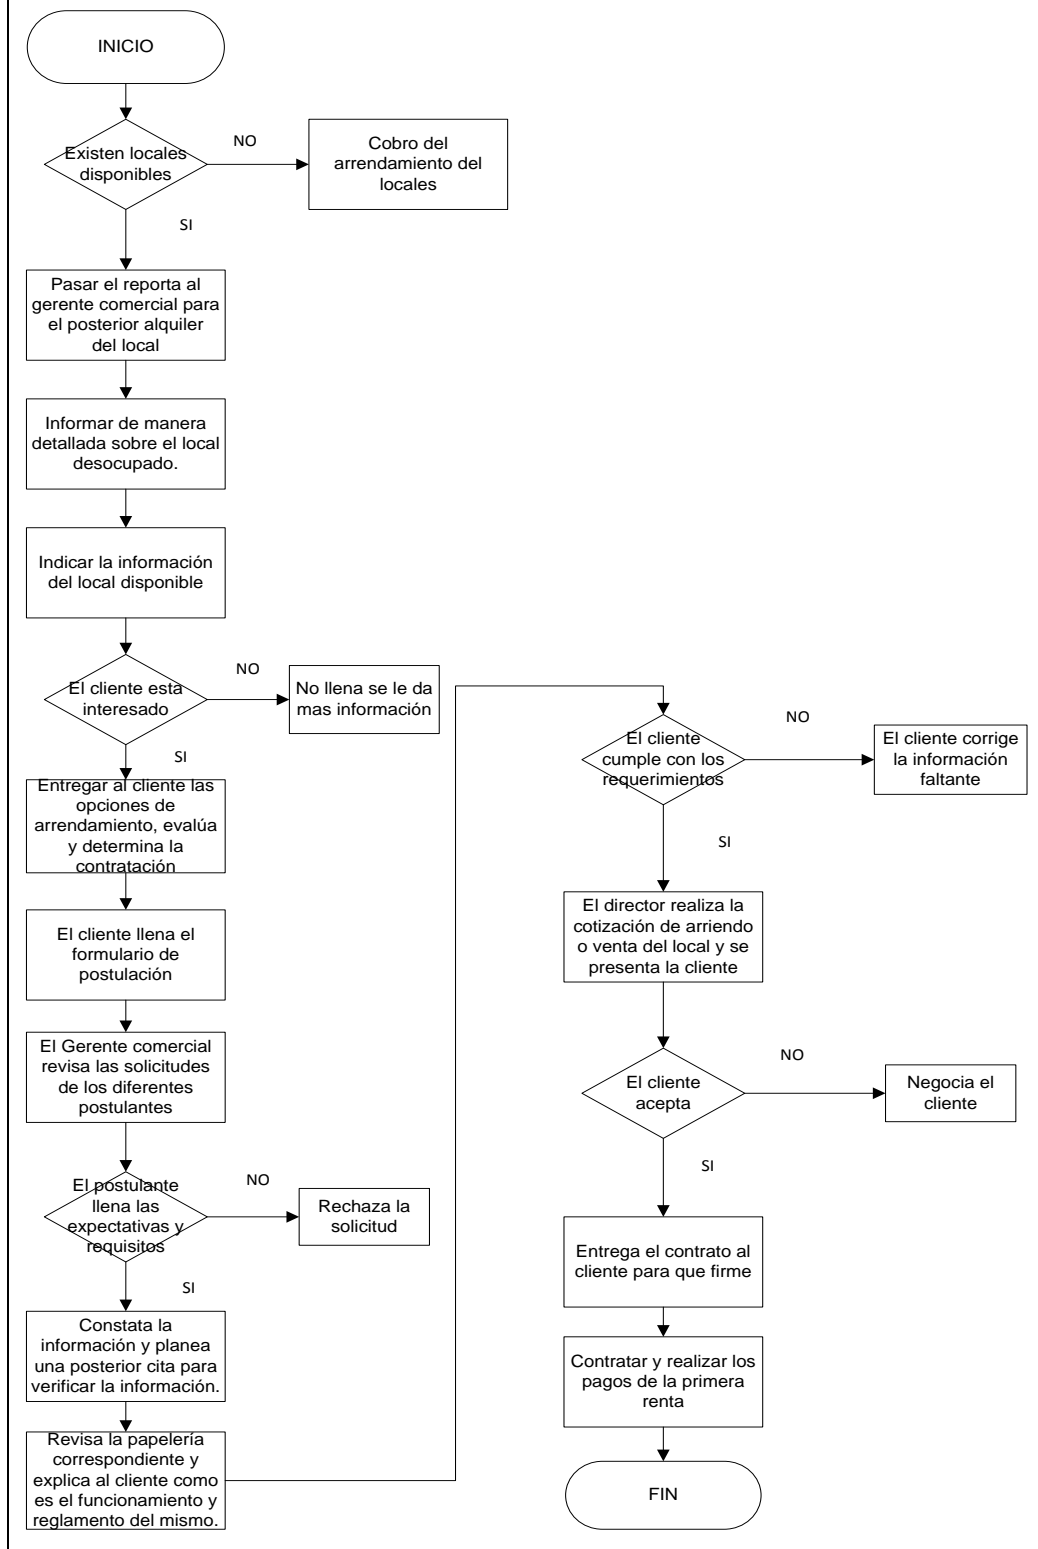 INICIO
Existen locales
disponibles
NO
Cobro del
arrendamiento del
locales
SI
Pasar el reporta al
gerente comercial para
el posterior alquiler
del local
Informar de manera
detallada sobre el local
desocupado.
Indicar la información
del local disponible
El cliente esta
interesado
NO
No llena se le da
mas información
SI
Entregar al cliente las
opciones de
arrendamiento, evalúa
y determina la
contratación
El cliente llena el
formulario de
postulación
El Gerente comercial
revisa las solicitudes
de los diferentes
postulantes
El postulante
llena las
expectativas y
requisitos
NO
Rechaza la
solicitud
SI
Constata la
información y planea
una posterior cita para
verificar la información.
Revisa la papelería
correspondiente y
explica al cliente como
es el funcionamiento y
reglamento del mismo.
El cliente
cumple con los
requerimientos
NO
El cliente corrige
la información
faltante
SI
El director realiza la
cotización de arriendo
o venta del local y se
presenta la cliente
El cliente
acepta
NO
Negocia el
cliente
SI
Entrega el contrato al
cliente para que firme
Contratar y realizar los
pagos de la primera
renta
FIN